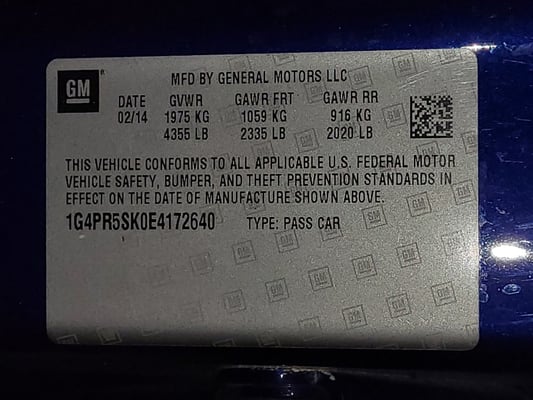 GM
MFD BY GENERAL MOTORS LLC
DATE GVWR GAWR FRT GAWR RR
02/14 1975 KG 1059 KG 916 KG
4355 LB 2335 LB 2020 LB
THIS VEHICLE CONFORMS TO ALL APPLICABLE U.S. FEDERAL MOTOR
VEHICLE SAFETY, BUMPER, AND THEFT PREVENTION STANDARDS IN
EFFECT ON THE DATE OF MANUFACTURE SHOWN ABOVE.
1G4PR5SK0E4172640 TYPE: PASS CAR